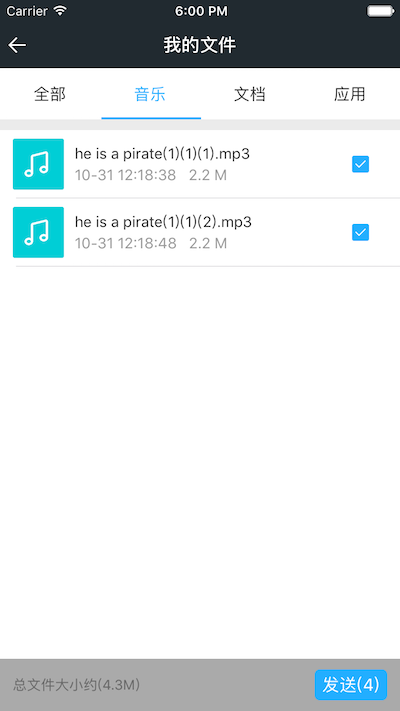 Carrier 6:00 PM
我的文件
全部 音乐 文档 应用
he is a pirate(1)(1)(1).mp3
10-31 12:18:38 2.2 M
he is a pirate(1)(1)(2).mp3
10-31 12:18:48 2.2 M
总文件大小约(4.3M) 发送(4)